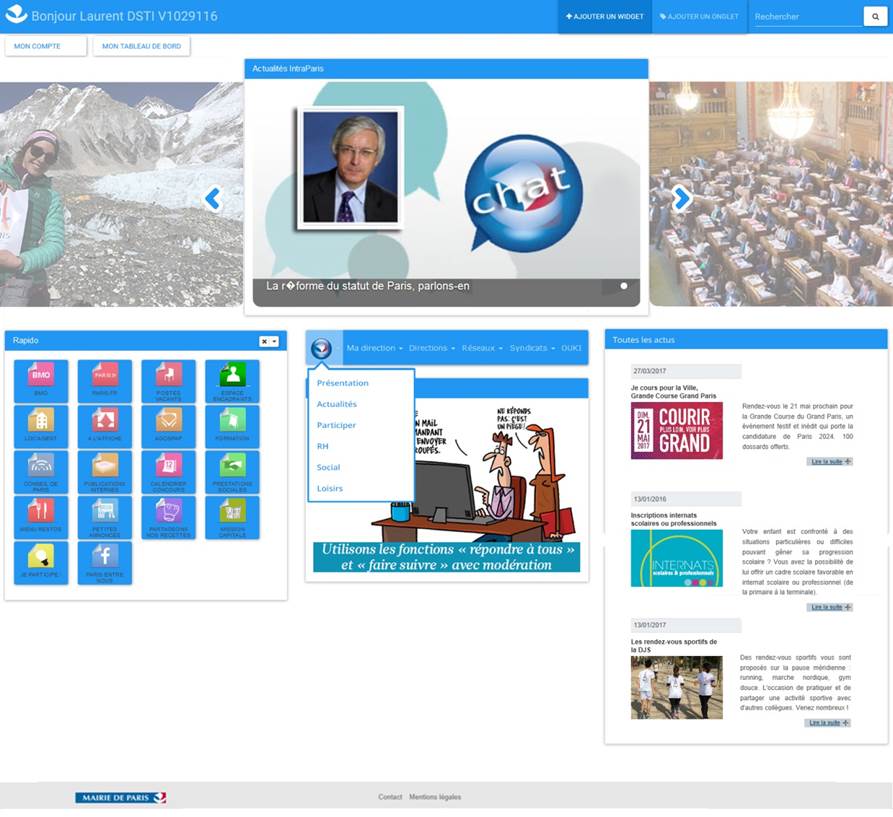 Bonjour Laurent DSTI V1029116
AJOUTER UN WIDGET
AJOUTER UN ONGLET
Rechercher
MON COMPTE
MON TABLEAU DE BORD
Actualités IntraParis
chat
La r�forme du statut de Paris, parlons-en
Rapido
BMO
BMO
PARIS.FR
PARIS.FR
POSTES
VACANTS
ESPACE
ENCADRANTS
LOCAGEST
A L'AFFICHE
AGOSPAP
FORMATION
CONSEIL DE
PARIS
PUBLICATIONS
INTERNES
CALENDRIER
CONCOURS
PRESTATIONS
SOCIALES
MENU RESTOS
PETITES
ANNONCES
PARTAGEONS
NOS RECETTES
MISSION
CAPITALE
JE PARTICIPE !
PARIS ENTRE
NOUS
Ma direction
Directions
Réseaux
Syndicats
OUKI
Présentation
Actualités
Participer
RH
Social
Loisirs
E
N MAIL
MANDANT
ENVOYER
ROUPÉS.
NE RÉPONDS
PAS. C'EST
UN PIÈGE!
Utilisons les fonctions « répondre à tous »
et « faire suivre » avec modération
Toutes les actus
27/03/2017
Je cours pour la Ville,
Grande Course Grand Paris
DIM.
21
MAI
2017
COURIR
PLUS LOIN, VOIR PLUS
GRAND
Rendez-vous le 21 mai prochain pour
la Grande Course du Grand Paris, un
événement festif et inédit qui porte la
candidature de Paris 2024. 100
dossards offerts.
Lire la suite
13/01/2016
Inscriptions internats
scolaires ou professionnels
INTERNATS
scolaires & professionnels
Votre enfant est confronté à des
situations particulières ou difficiles
pouvant gêner sa progression
scolaire ? Vous avez la possibilité de
lui offrir un cadre scolaire favorable en
internat scolaire ou professionnel (de
la primaire à la terminale).
Lire la suite
13/01/2017
Les rendez-vous sportifs de
la DJS
Des rendez-vous sportifs vous sont
proposés sur la pause méridienne :
running, marche nordique, gym
douce. L'occasion de pratiquer et de
partager une activité sportive avec
d'autres collègues. Venez nombreux !
Lire la suite
MAIRIE DE PARIS
Contact
Mentions légales